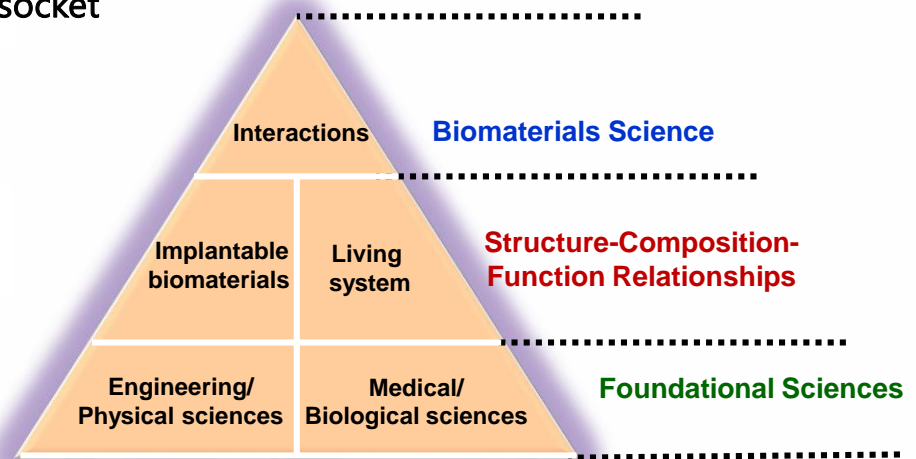 socket
Interactions
Biomaterials Science
Implantable
biomaterials
Living
system
Structure-Composition-
Function Relationships
Engineering/
Physical sciences
Medical/
Biological sciences
Foundational Sciences